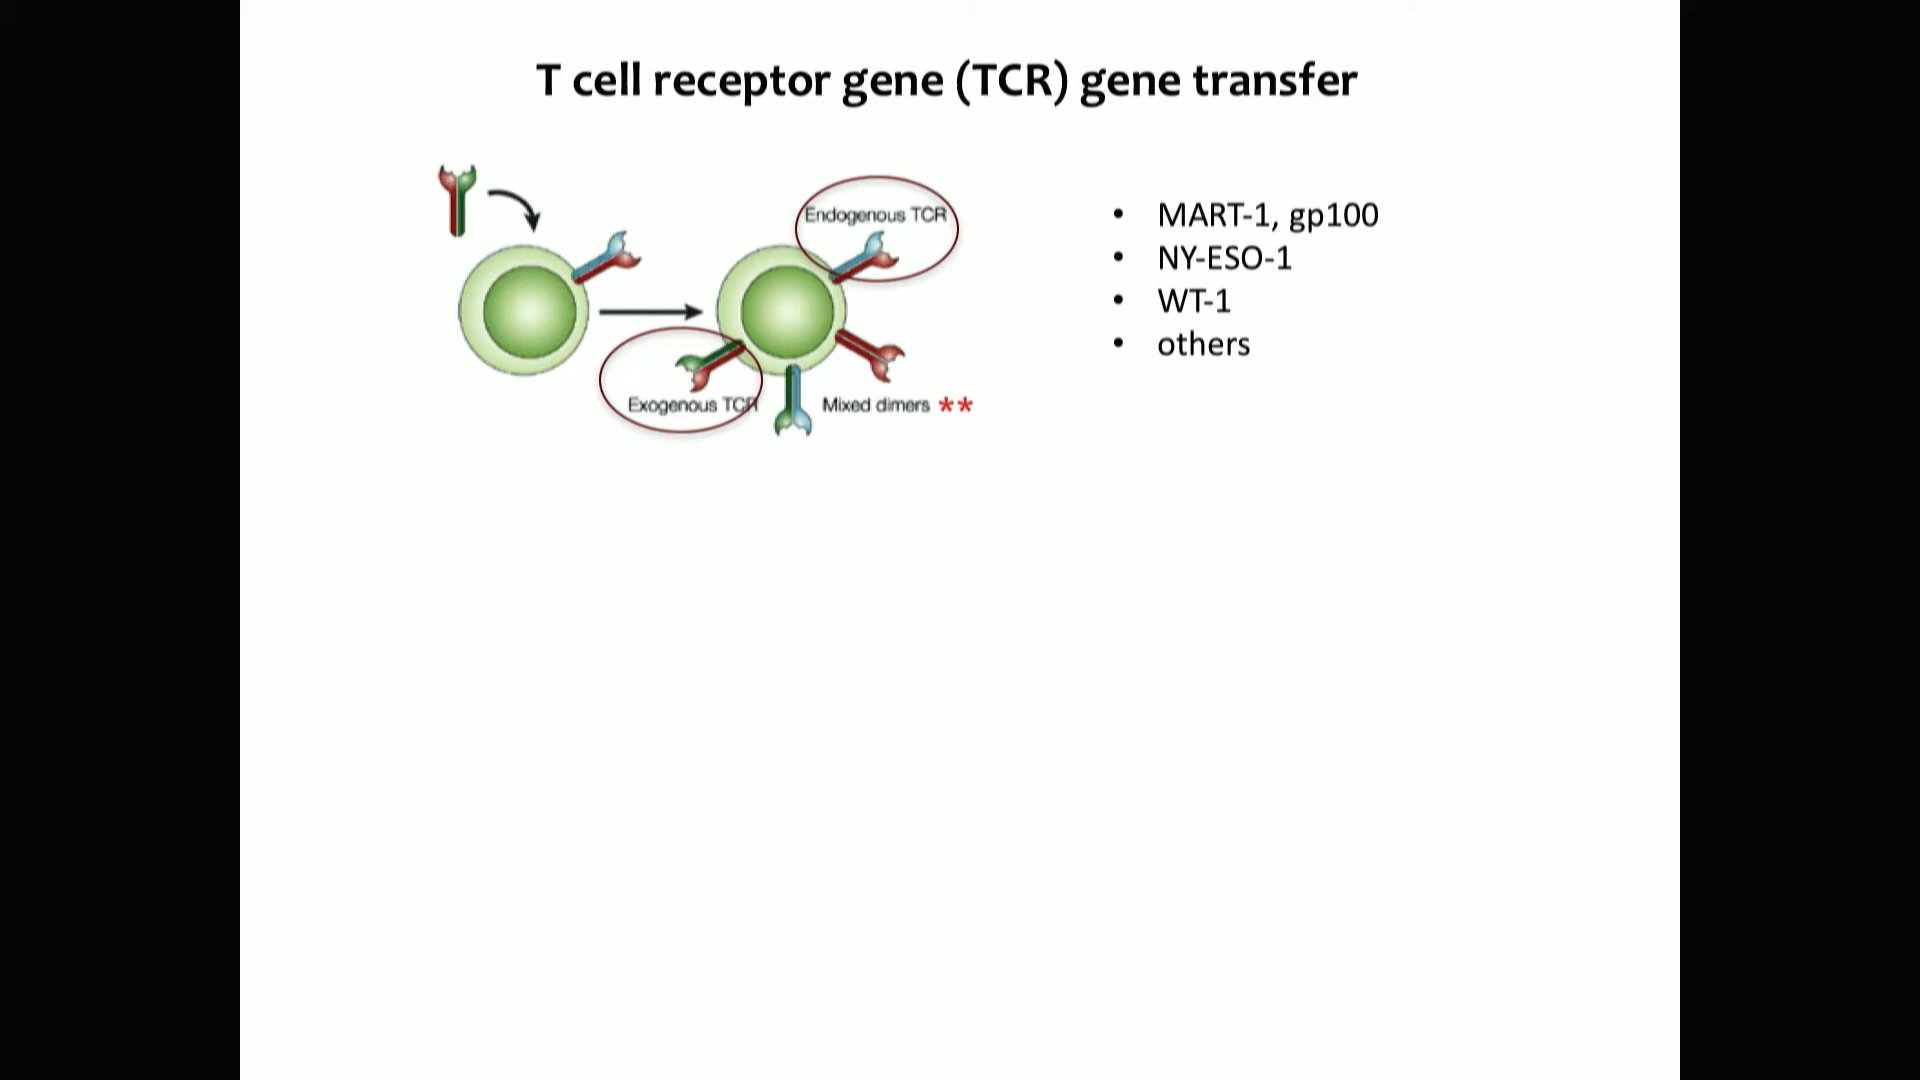 T cell receptor gene (TCR) gene transfer
Endogenous TCR
Exogenous TCR
Mixed dimers **
• MART-1, gp100
• NY-ESO-1
• WT-1
• others